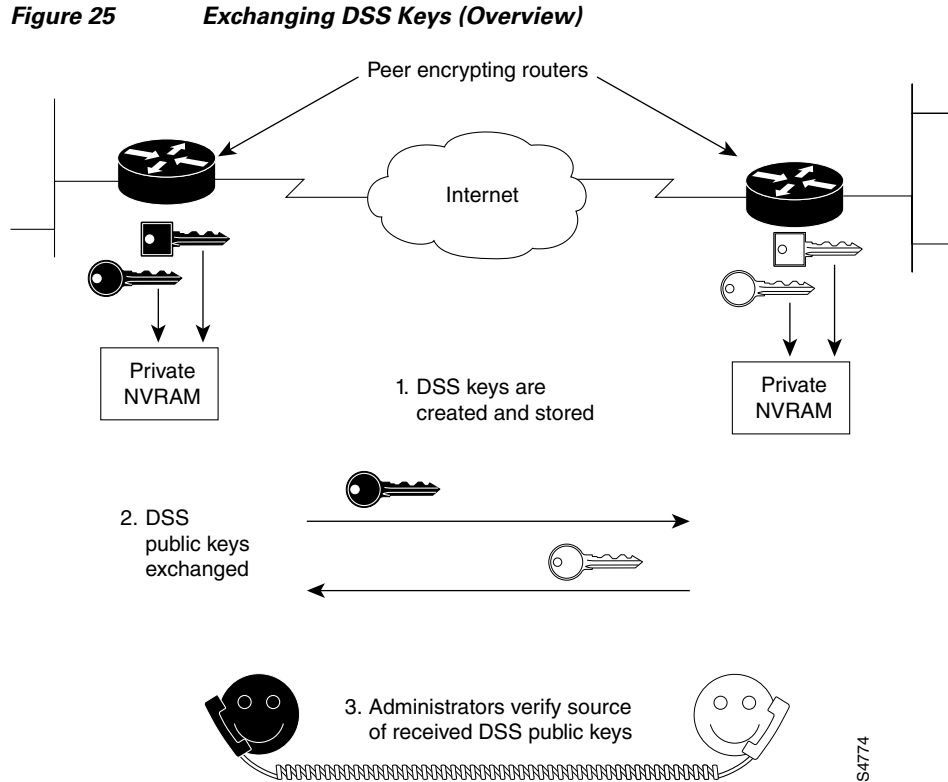 Figure 25 Exchanging DSS Keys (Overview)
Peer encrypting routers
Internet
Private
NVRAM
Private
NVRAM
1. DSS keys are
created and stored
2. DSS
public keys
exchanged
3. Administrators verify source
of received DSS public keys
S4774